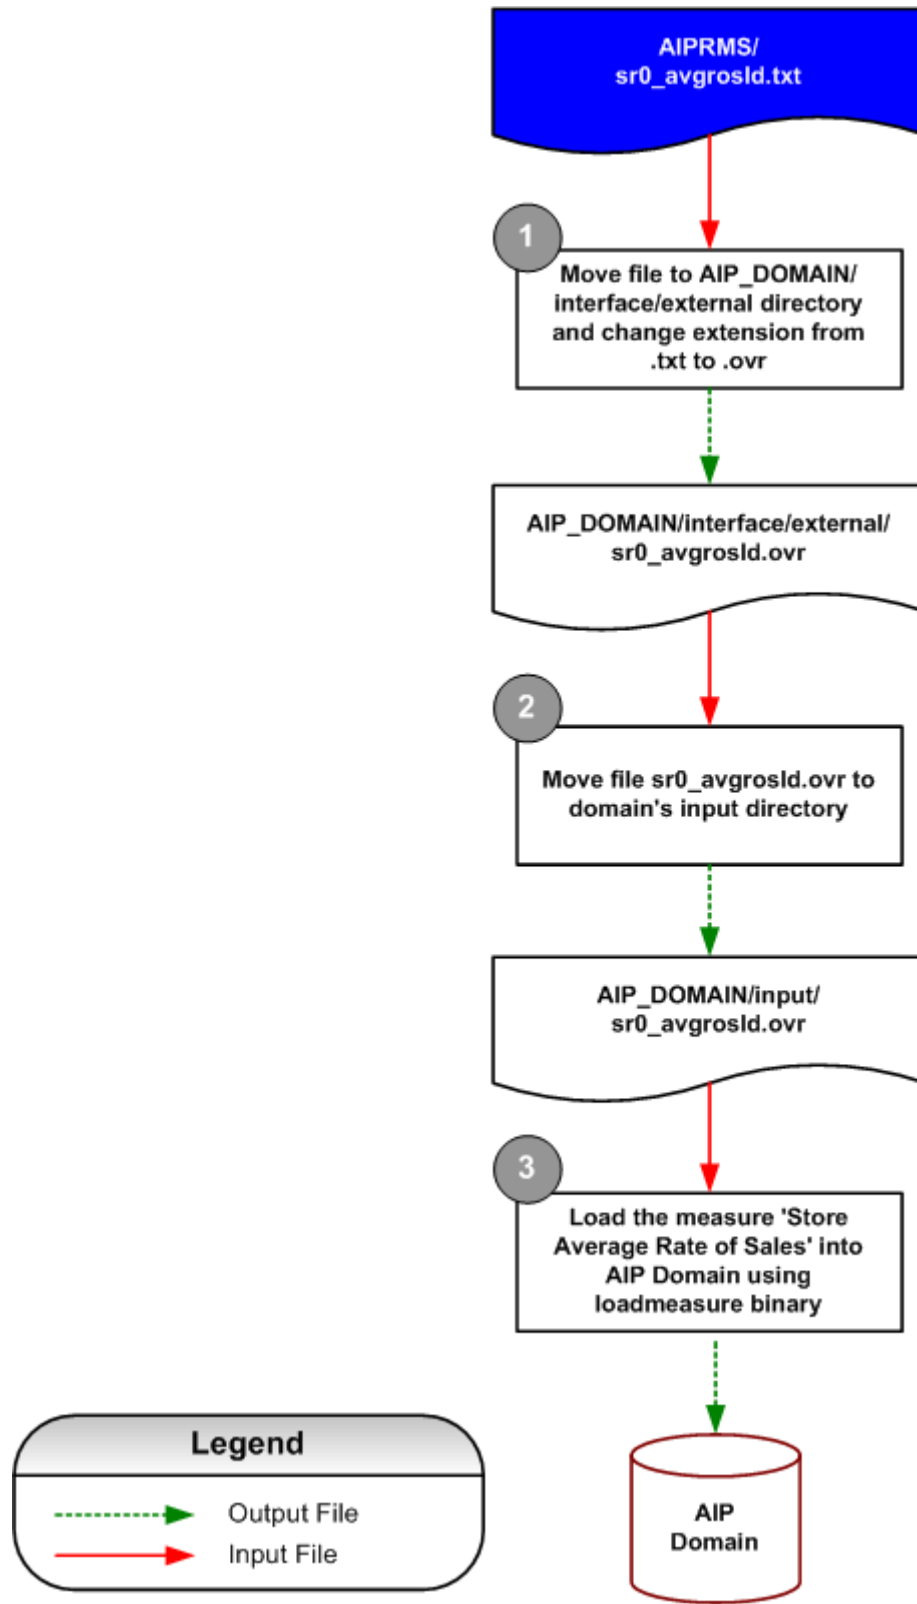 AIPRMS/
sr0_avgrosld.txt
1
Move file to AIP_DOMAIN/
interface/external directory
and change extension from
.txt to .ovr
AIP_DOMAIN/interface/external/
sr0_avgrosld.ovr
2
Move file sr0_avgrosld.ovr to
domain's input directory
AIP_DOMAIN/input/
sr0_avgrosld.ovr
3
Load the measure 'Store
Average Rate of Sales' into
AIP Domain using
loadmeasure binary
Legend
Output File
Input File
AIP
Domain